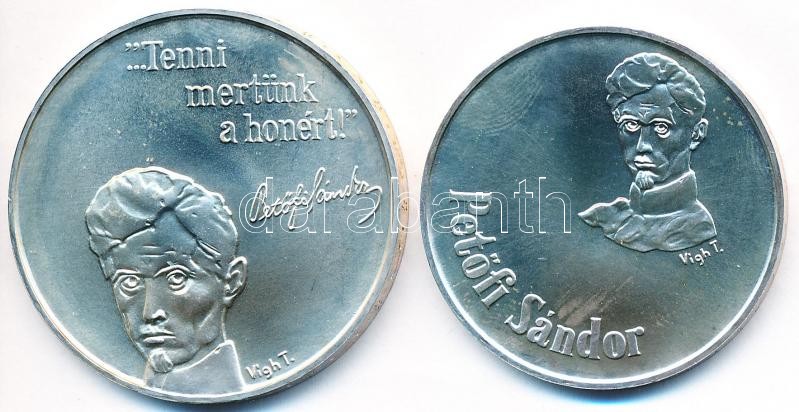 "...Tenni
mertünk
a honért!"
Petőfi Sándor
Vigh T.
Petőfi Sándor
Vigh T.
darabanth